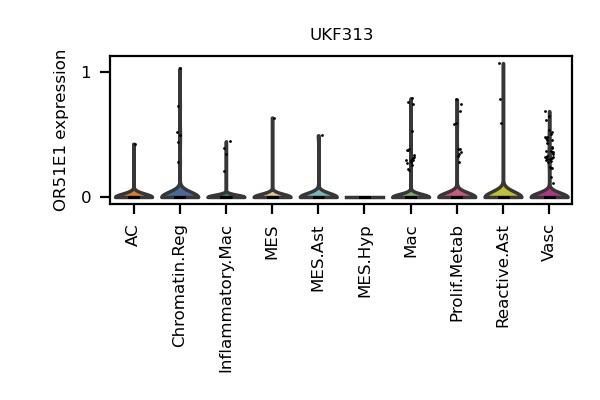 UKF313
OR51E1 expression
1
0
AC
Chromatin.Reg
Inflammatory.Mac
MES
MES.Ast
MES.Hyp
Mac
Prolif.Metab
Reactive.Ast
Vasc